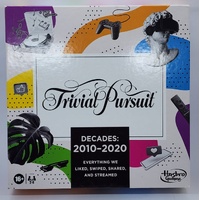 Trivial Pursuit
DECADES:
2010-2020
EVERYTHING WE
LIKED, SWIPED, SHARED,
AND STREAMED
16+
Hasbro
Gaming